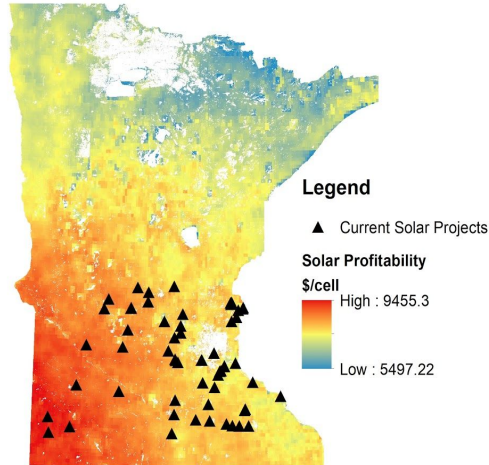 Legend
Current Solar Projects
Solar Profitability
$/cell
High : 9455.3
Low : 5497.22